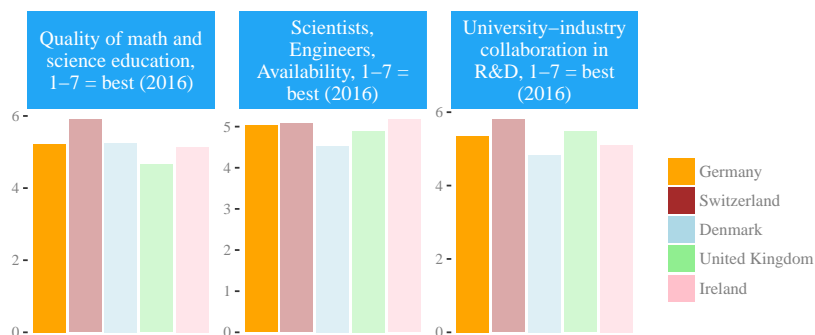 Quality of math and
science education,
1–7 = best (2016)
Scientists,
Engineers,
Availability, 1–7 =
best (2016)
University–industry
collaboration in
R&D, 1–7 = best
(2016)
6
4
2
0
5
4
3
2
1
0
6
4
2
0
Germany
Switzerland
Denmark
United Kingdom
Ireland